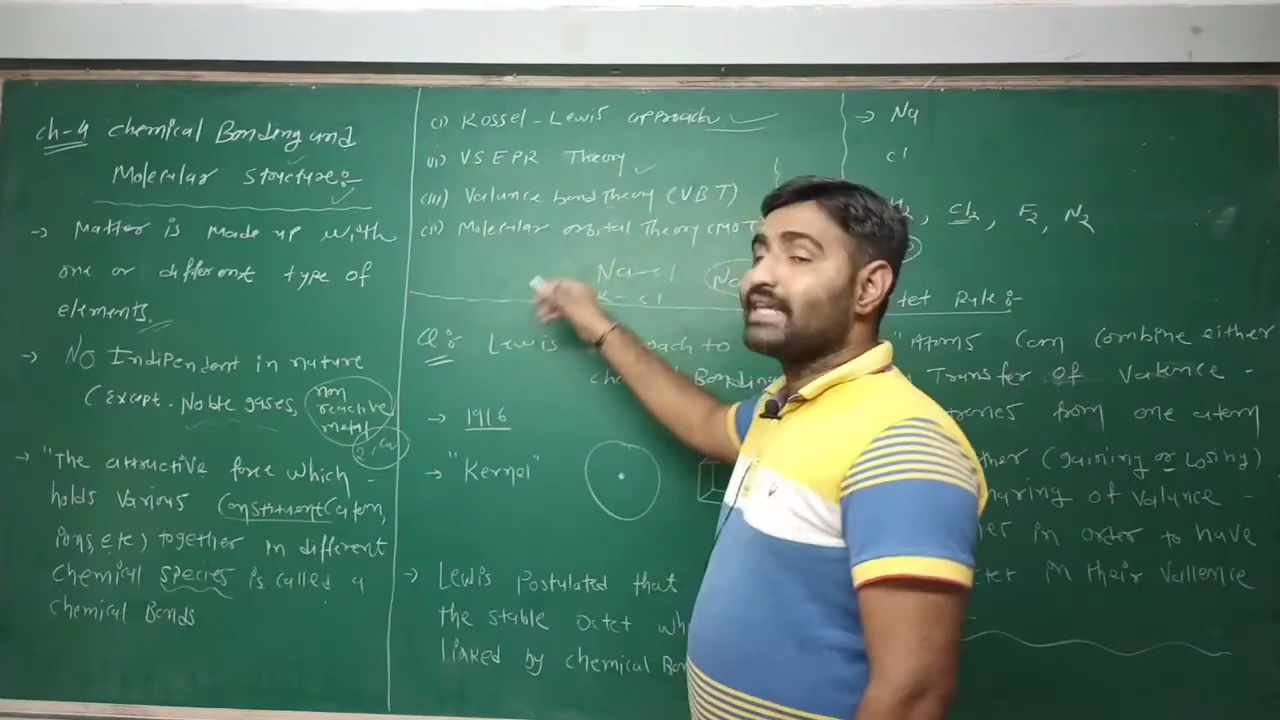 Ch-4 Chemical Bonding and
Molecular Structure:-
→ Matter is made up with
one or different type of
elements.
→ No Indipendent in nature
(except. Noble gases,
non
reactive
metal
→ "The attractive force which -
holds various Constituent (atom,
ions, etc) together in different
chemical species is called a
chemical Bonds
(i) Kossel-Lewis approach
(ii) VSEPR Theory
(iii) Valance bond Theory (VBT)
(iv) Molecular orbital Theory (MOT
Na-Cl
K-Cl
Q: Lewis to
chemical Bonding
→ 1916
→ "Kernel"
→ Lewis Postulated that
the stable Octet
linked by chemical
→ Na
Cl
, Cl2, F2, N2
Rule:-
"Atoms Can Combine either
Transfer of Valence -
from one atom
(gaining or Losing)
of Valance -
in order to have
in their Vallence